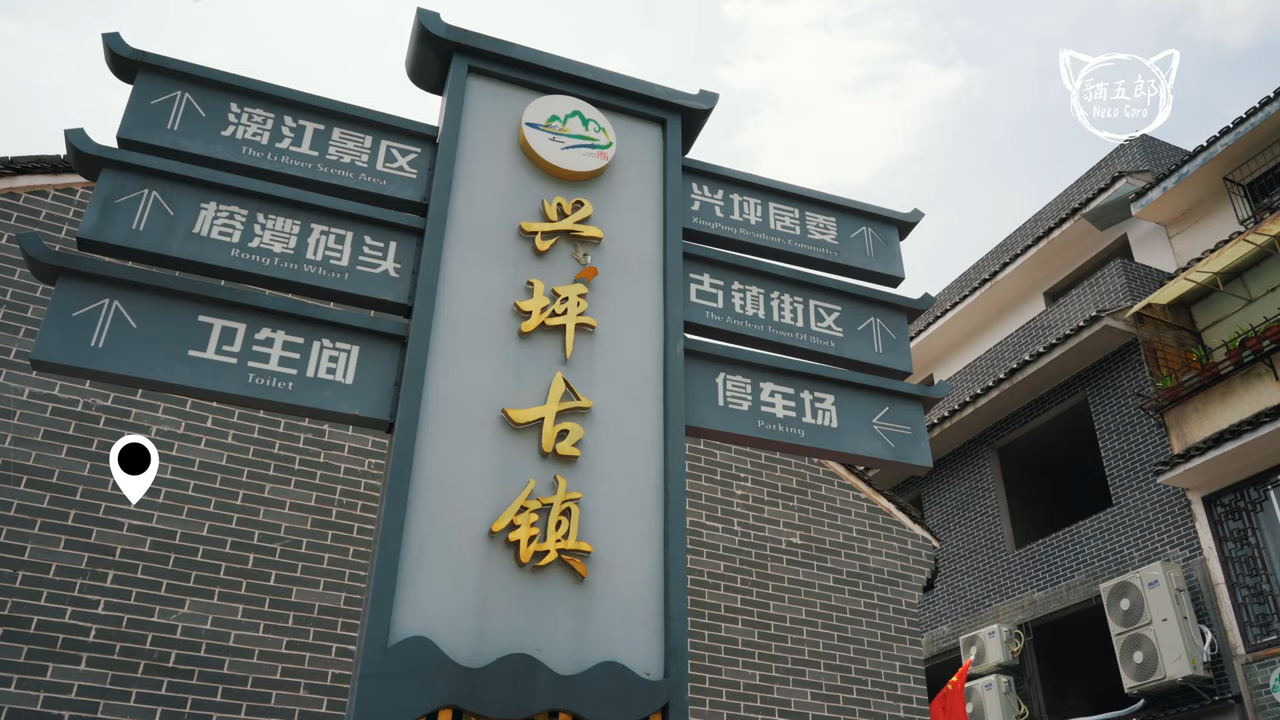 漓江景区
The Li River Scenic Area
榕潭码头
RongTan Wharf
卫生间
Toilet
兴坪古镇
兴坪居委
XingPing Residents Committee
古镇街区
The Ancient Town Of Block
停车场
Parking
貓五郎
Neko Goro
AUX